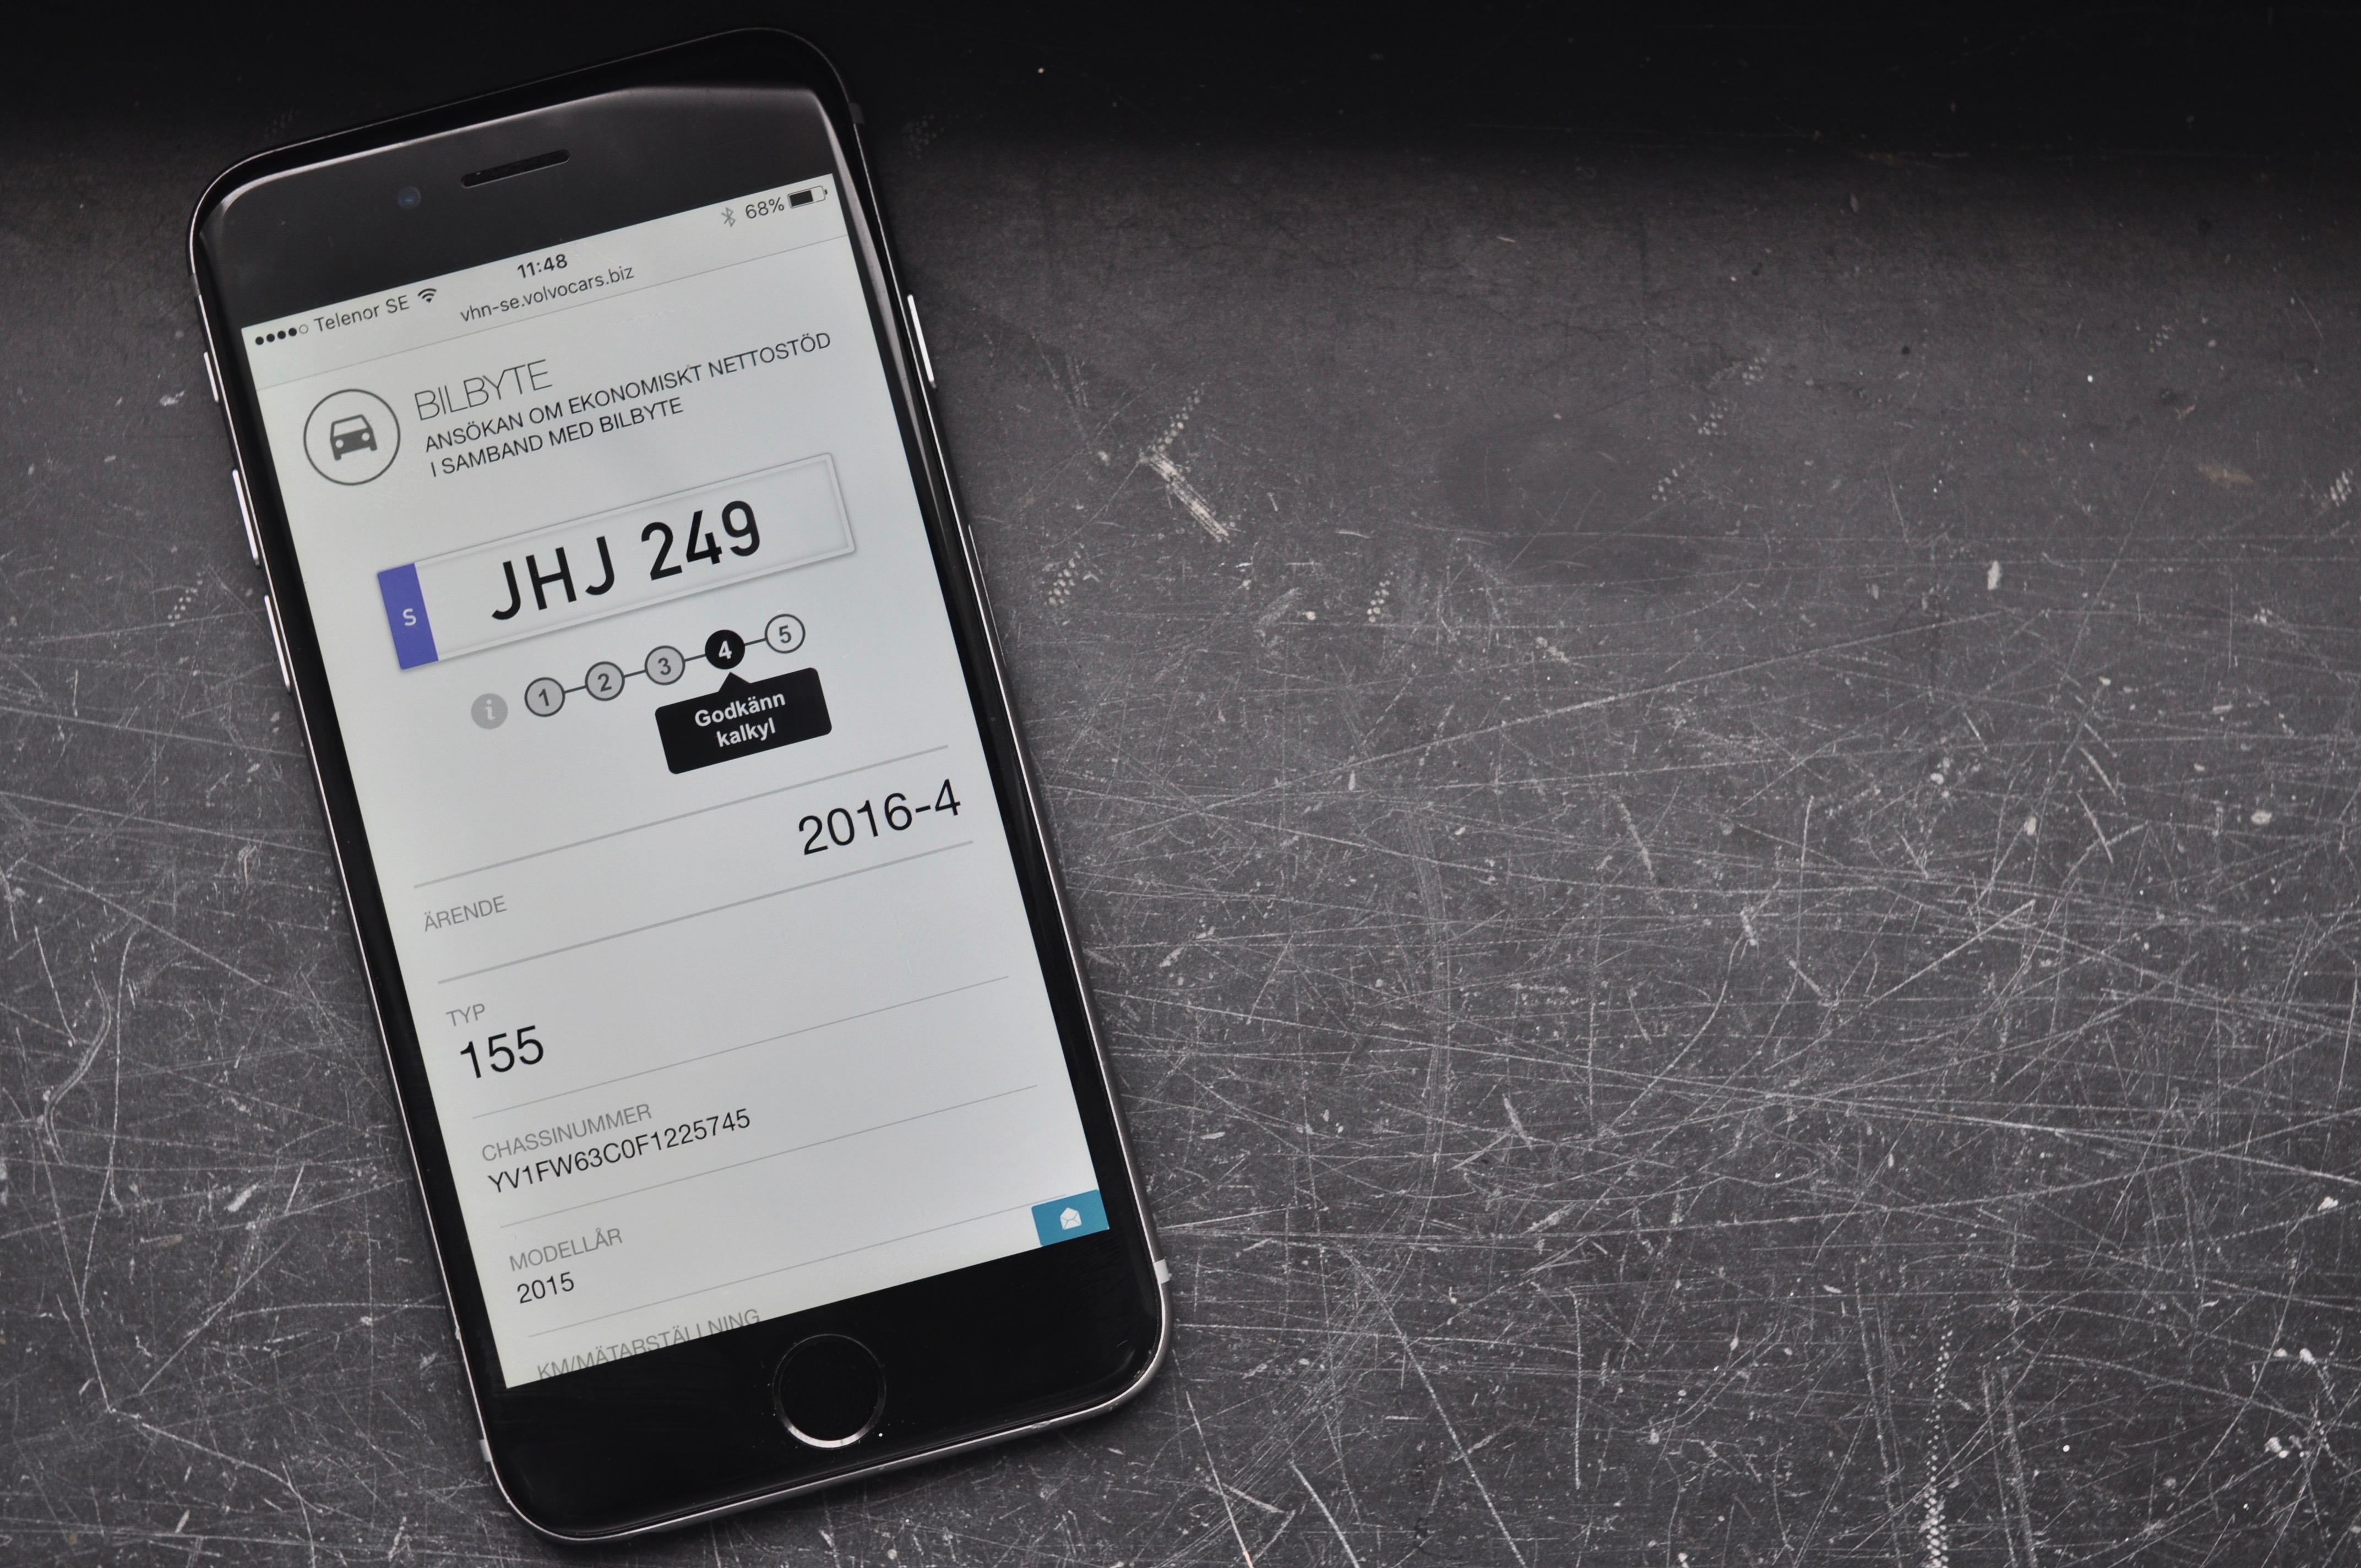 Telenor SE
11:48
68%
vhn-se.volvocars.biz
BILBYTE
ANSÖKAN OM EKONOMISKT NETTOSTÖD
I SAMBAND MED BILBYTE
S
JHJ 249
i
1 2 3 4 5
Godkänn
kalkyl
ÄRENDE
2016-4
TYP
155
CHASSINUMMER
YV1FW63C0F1225745
MODELLÅR
2015
KM/MÄTARSTÄLLNING